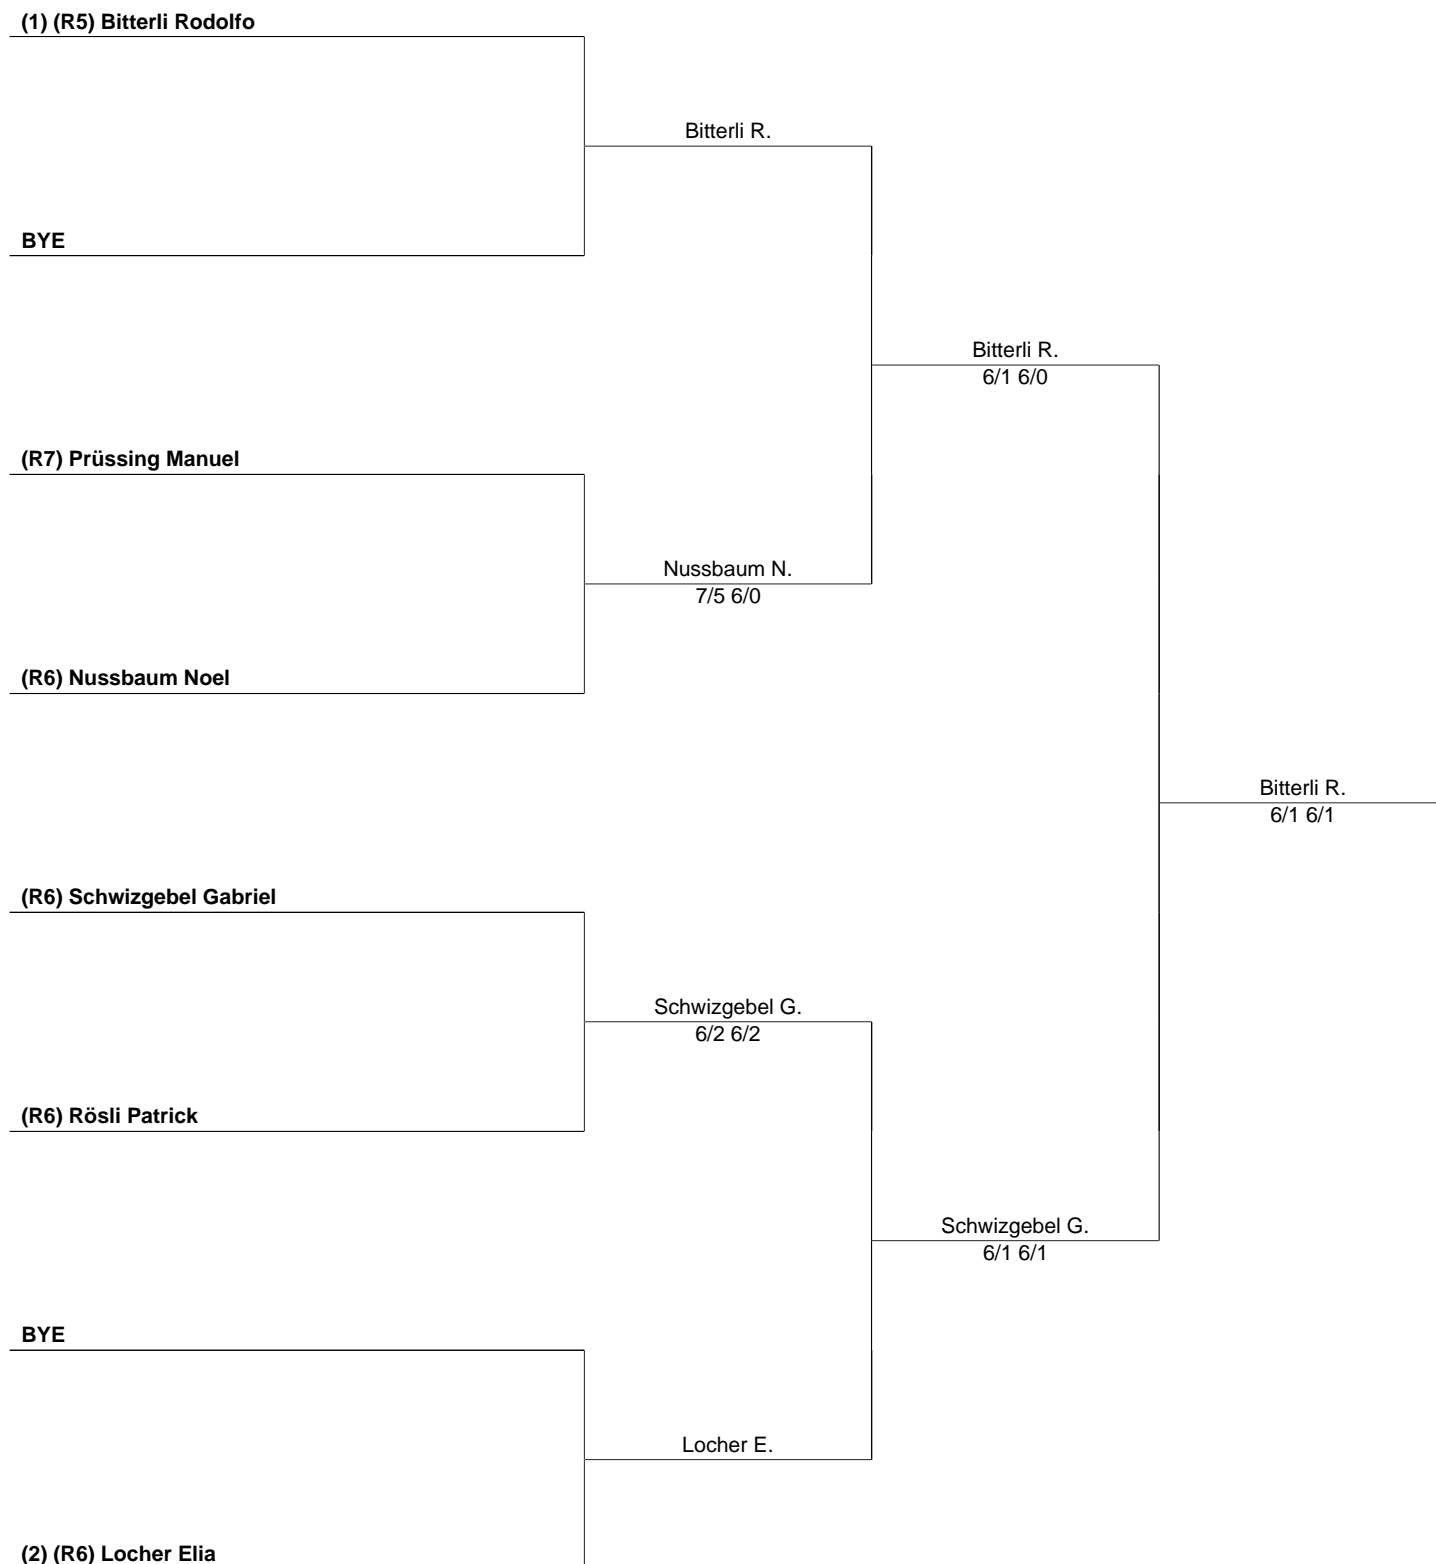 (1) (R5) Bitterli Rodolfo
Bitterli R.
BYE
Bitterli R.
6/1 6/0
(R7) Prüssing Manuel
Nussbaum N.
7/5 6/0
(R6) Nussbaum Noel
Bitterli R.
6/1 6/1
(R6) Schwizgebel Gabriel
Schwizgebel G.
6/2 6/2
(R6) Rösli Patrick
Schwizgebel G.
6/1 6/1
BYE
Locher E.
(2) (R6) Locher Elia